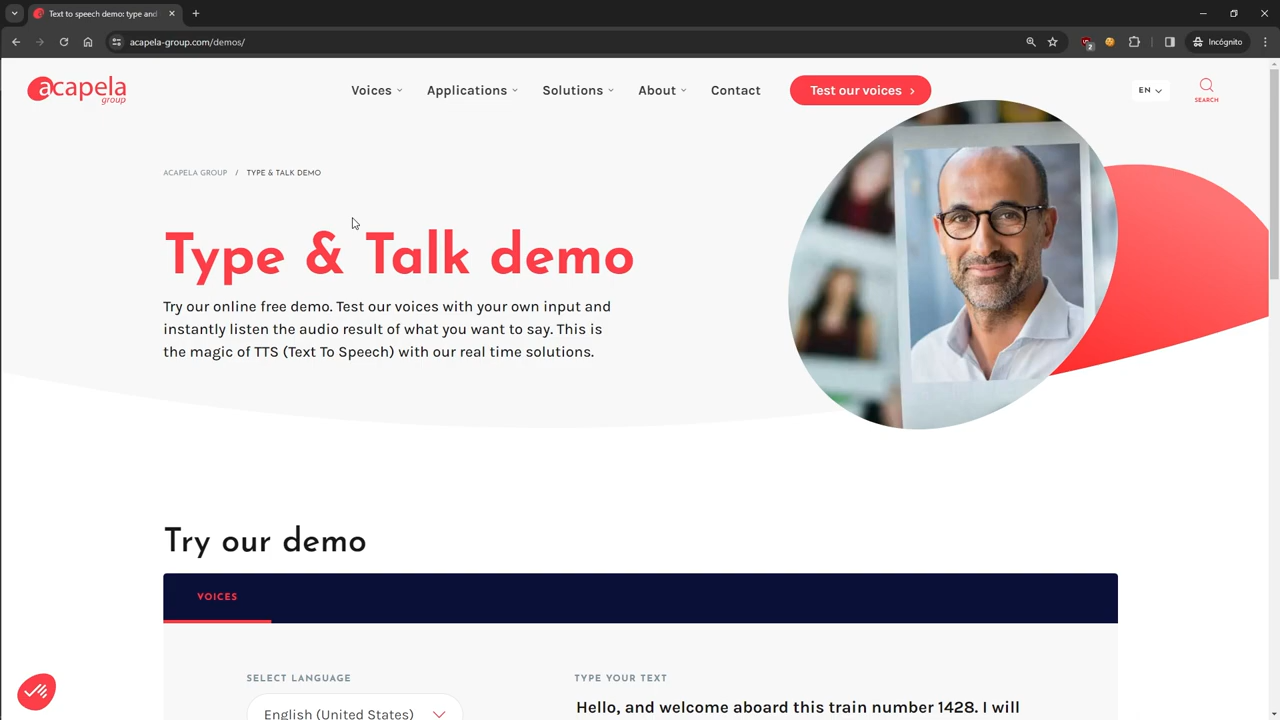 Text to speech demo: type and
acapela-group.com/demos/
2
Incógnito
acapela
group
Voices
Applications
Solutions
About
Contact
Test our voices
EN
SEARCH
ACAPELA GROUP / TYPE & TALK DEMO
Type & Talk demo
Try our online free demo. Test our voices with your own input and
instantly listen the audio result of what you want to say. This is
the magic of TTS (Text To Speech) with our real time solutions.
Try our demo
VOICES
SELECT LANGUAGE
English (United States)
TYPE YOUR TEXT
Hello, and welcome aboard this train number 1428. I will